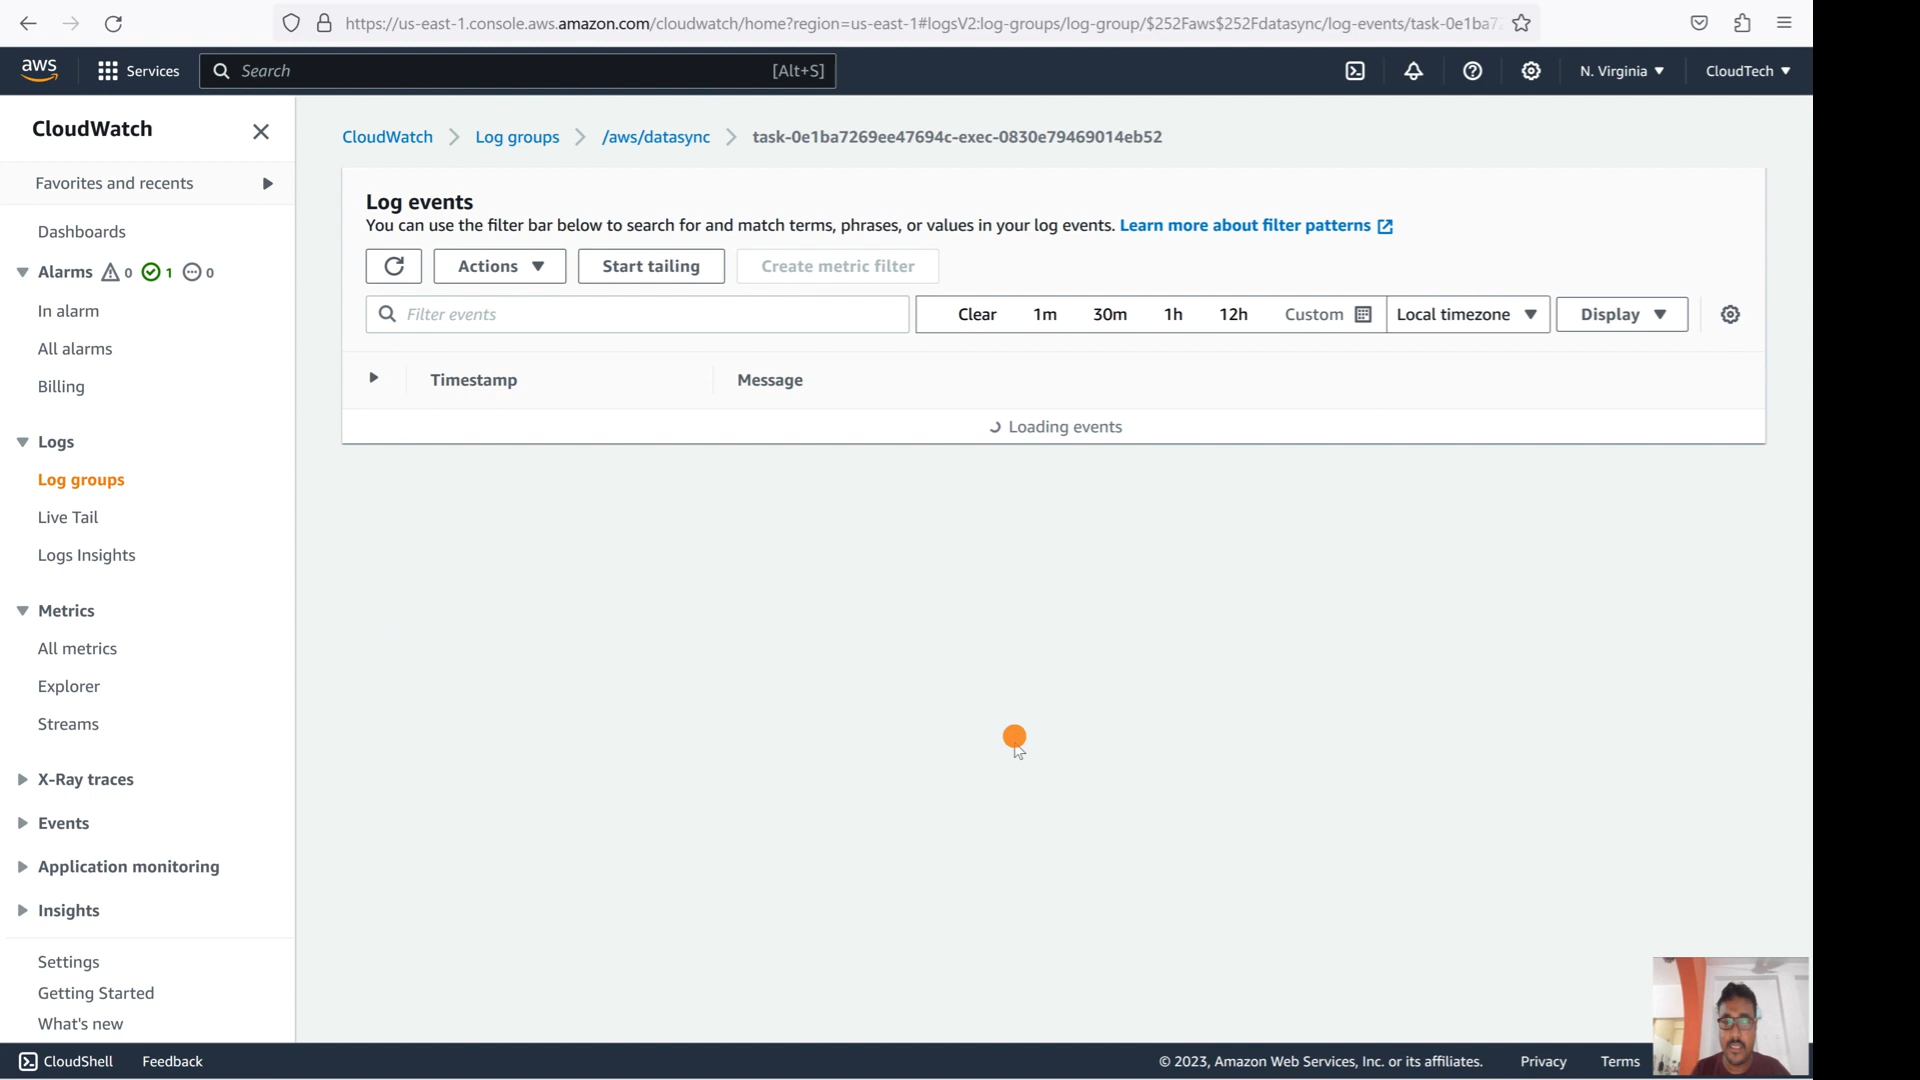 https://us-east-1.console.aws.amazon.com/cloudwatch/home?region=us-east-1#logsV2:log-groups/log-group/$252Faws$252Fdatasync/log-events/task-0e1ba72
aws
Services
Search
[Alt+S]
N. Virginia
CloudTech
CloudWatch
Favorites and recents
Dashboards
Alarms 0 1 0
In alarm
All alarms
Billing
Logs
Log groups
Live Tail
Logs Insights
Metrics
All metrics
Explorer
Streams
X-Ray traces
Events
Application monitoring
Insights
Settings
Getting Started
What's new
CloudWatch
Log groups
/aws/datasync
task-0e1ba7269ee47694c-exec-0830e79469014eb52
Log events
You can use the filter bar below to search for and match terms, phrases, or values in your log events. Learn more about filter patterns
Actions
Start tailing
Create metric filter
Filter events
Clear
1m
30m
1h
12h
Custom
Local timezone
Display
Timestamp
Message
Loading events
CloudShell
Feedback
© 2023, Amazon Web Services, Inc. or its affiliates.
Privacy
Terms